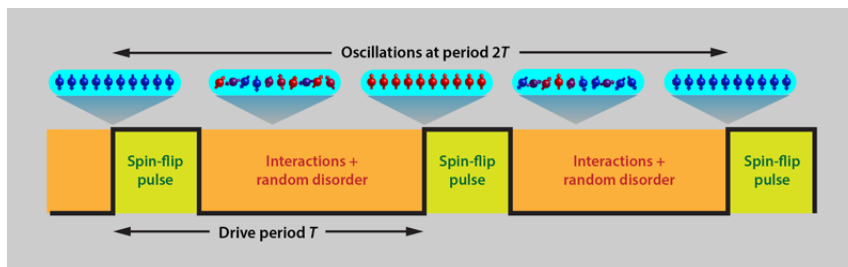 Oscillations at period 2T
Spin-flip
pulse
Interactions +
random disorder
Spin-flip
pulse
Interactions +
random disorder
Spin-flip
pulse
Drive period T